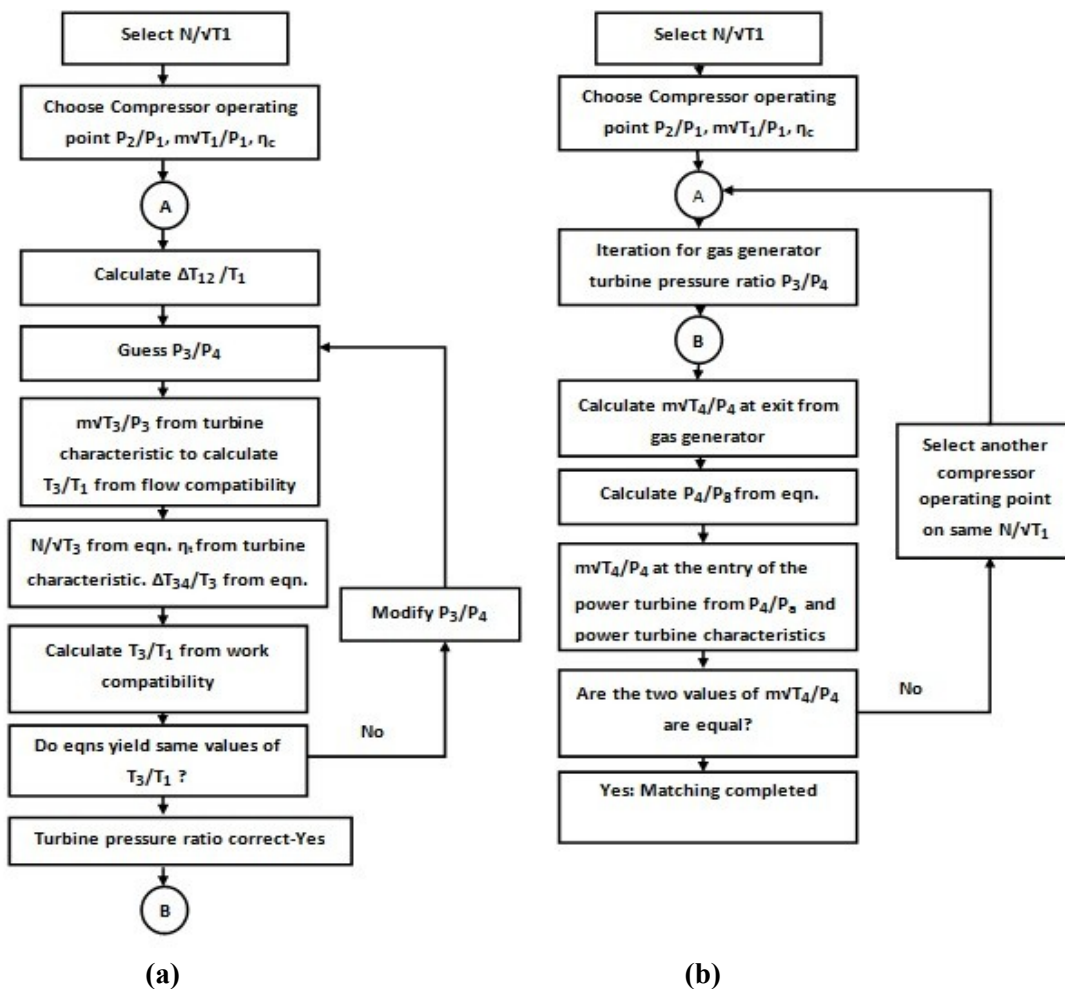 Select N/√T1
Choose Compressor operating
point P₂/P₁, m√T₁/P₁, η꜀
A
Calculate ΔT₁₂ /T₁
Guess P₃/P₄
m√T₃/P₃ from turbine
characteristic to calculate
T₃/T₁ from flow compatibility
N/√T₃ from eqn. ηₜ from turbine
characteristic. ΔT₃₄/T₃ from eqn.
Modify P₃/P₄
Calculate T₃/T₁ from work
compatibility
Do eqns yield same values of
T₃/T₁ ?
No
Turbine pressure ratio correct-Yes
B
(a)
Select N/√T1
Choose Compressor operating
point P₂/P₁, m√T₁/P₁, η꜀
A
Iteration for gas generator
turbine pressure ratio P₃/P₄
B
Calculate m√T₄/P₄ at exit from
gas generator
Calculate P₄/P₈ from eqn.
m√T₄/P₄ at the entry of the
power turbine from P₄/Pₐ and
power turbine characteristics
Select another
compressor
operating point
on same N/√T₁
Are the two values of m√T₄/P₄
are equal?
No
Yes: Matching completed
(b)